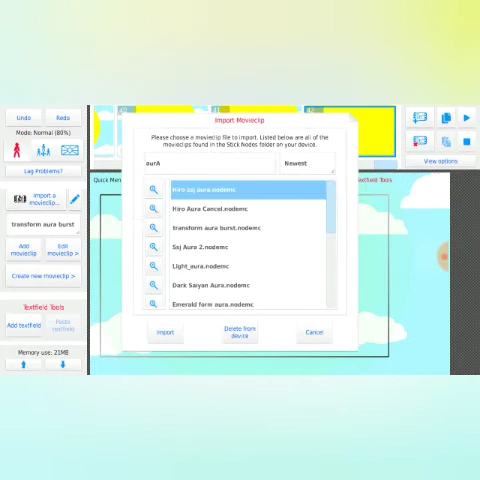 Undo
Redo
Mode: Normal (80%)
Lag Problems?
Import a
movieclip...
transform aura burst
Add
movieclip
Edit
movieclip >
Create new movieclip >
Textfield Tools
Add textfield
Paste
textfield
Memory use: 21MB
41
42
View options
Quick Men
extfield Tools
Import Movieclip
Please choose a movieclip file to import. Listed below are all of the
movieclips found in the Stick Nodes folder on your device.
aurA
Newest
Hiro ssj aura.nodemc
Hiro Aura Cancel.nodemc
transform aura burst.nodemc
Ssj Aura 2.nodemc
Light_aura.nodemc
Dark Saiyan Aura.nodemc
Emerald form aura.nodemc
Import
Delete from
device
Cancel